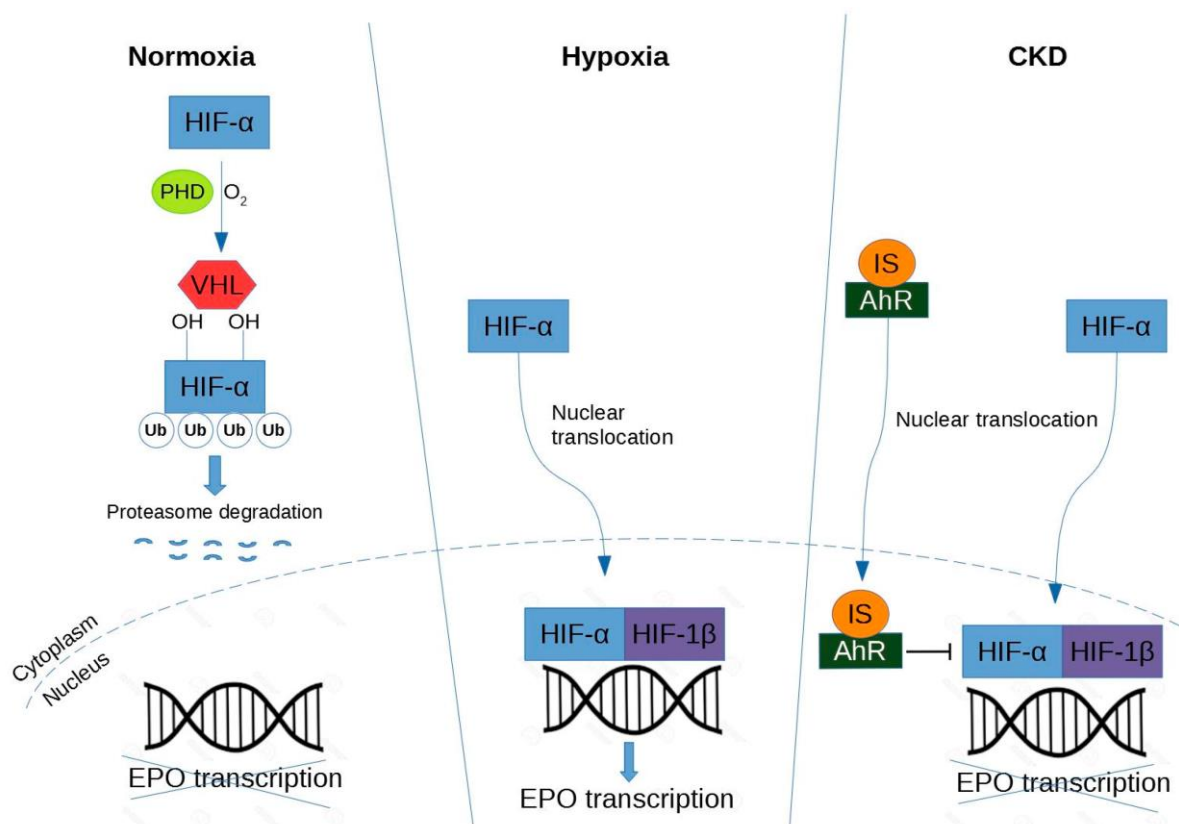 Normoxia
HIF-α
PHD
O₂
VHL
OH OH
HIF-α
Ub Ub Ub Ub
Proteasome degradation
Cytoplasm
Nucleus
EPO transcription
Hypoxia
HIF-α
Nuclear
translocation
HIF-α HIF-1β
EPO transcription
CKD
IS
AhR
HIF-α
Nuclear translocation
IS
AhR
HIF-α HIF-1β
EPO transcription